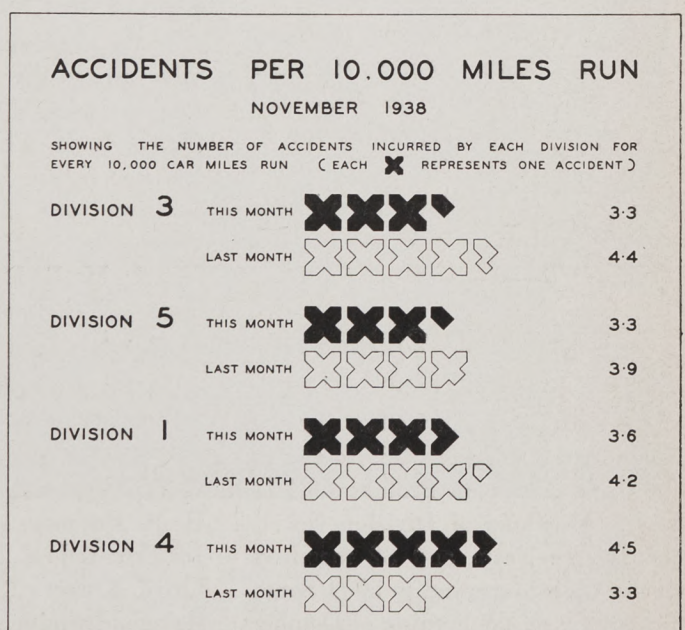 ACCIDENTS PER 10.000 MILES RUN
NOVEMBER 1938
SHOWING THE NUMBER OF ACCIDENTS INCURRED BY EACH DIVISION FOR
EVERY 10,000 CAR MILES RUN (EACH X REPRESENTS ONE ACCIDENT)
DIVISION 3 THIS MONTH 3·3
LAST MONTH 4·4
DIVISION 5 THIS MONTH 3·3
LAST MONTH 3·9
DIVISION 1 THIS MONTH 3·6
LAST MONTH 4·2
DIVISION 4 THIS MONTH 4·5
LAST MONTH 3·3